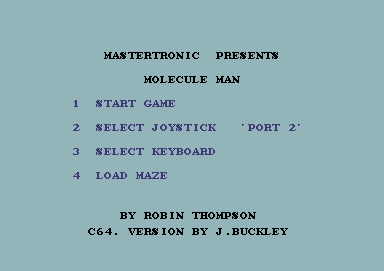 MASTERTRONIC PRESENTS
MOLECULE MAN
1 START GAME
2 SELECT JOYSTICK 'PORT 2'
3 SELECT KEYBOARD
4 LOAD MAZE
BY ROBIN THOMPSON
C64. VERSION BY J.BUCKLEY